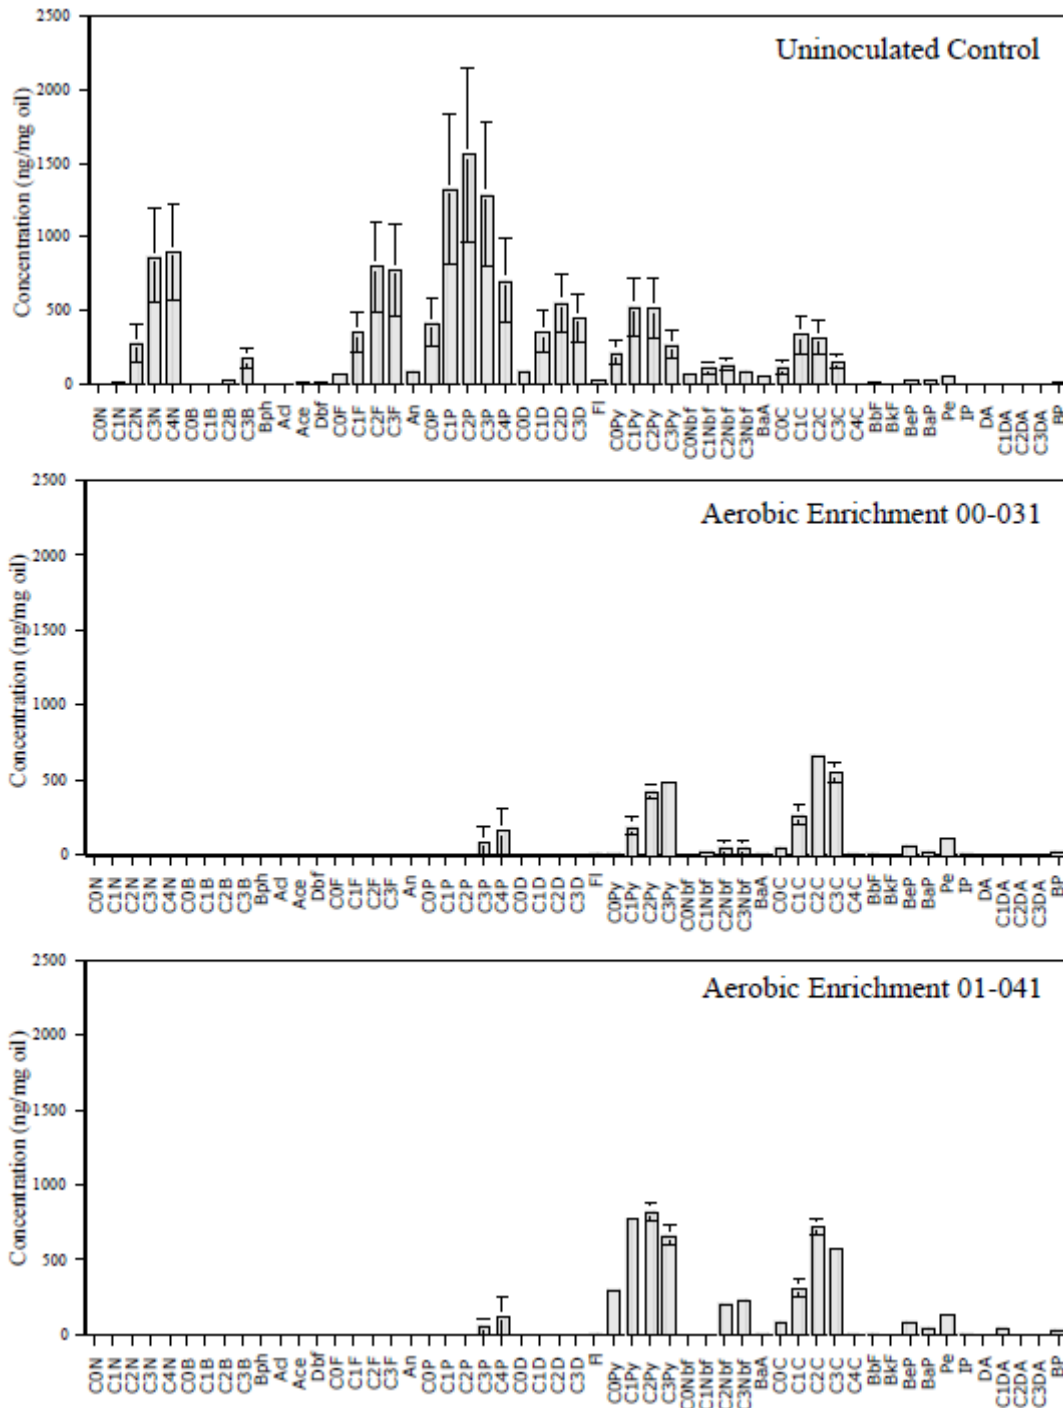 Uninoculated Control
Concentration (ng/mg oil)
2500
2000
1500
1000
500
0
C0N C1N C2N C3N C4N C0B C1B C2B C3B Bph Acl Ace Dbf C0F C1F C2F C3F An C0P C1P C2P C3P C4P C0D C1D C2D C3D Fl C0Py C1Py C2Py C3Py C0Nbf C1Nbf C2Nbf C3Nbf BaA C0C C1C C2C C3C C4C BbF BkF BeP BaP Pe IP DA C1DA C2DA C3DA BP
Aerobic Enrichment 00-031
Concentration (ng/mg oil)
2500
2000
1500
1000
500
0
C0N C1N C2N C3N C4N C0B C1B C2B C3B Bph Acl Ace Dbf C0F C1F C2F C3F An C0P C1P C2P C3P C4P C0D C1D C2D C3D Fl C0Py C1Py C2Py C3Py C0Nbf C1Nbf C2Nbf C3Nbf BaA C0C C1C C2C C3C C4C BbF BkF BeP BaP Pe IP DA C1DA C2DA C3DA BP
Aerobic Enrichment 01-041
Concentration (ng/mg oil)
2500
2000
1500
1000
500
0
C0N C1N C2N C3N C4N C0B C1B C2B C3B Bph Acl Ace Dbf C0F C1F C2F C3F An C0P C1P C2P C3P C4P C0D C1D C2D C3D Fl C0Py C1Py C2Py C3Py C0Nbf C1Nbf C2Nbf C3Nbf BaA C0C C1C C2C C3C C4C BbF BkF BeP BaP Pe IP DA C1DA C2DA C3DA BP